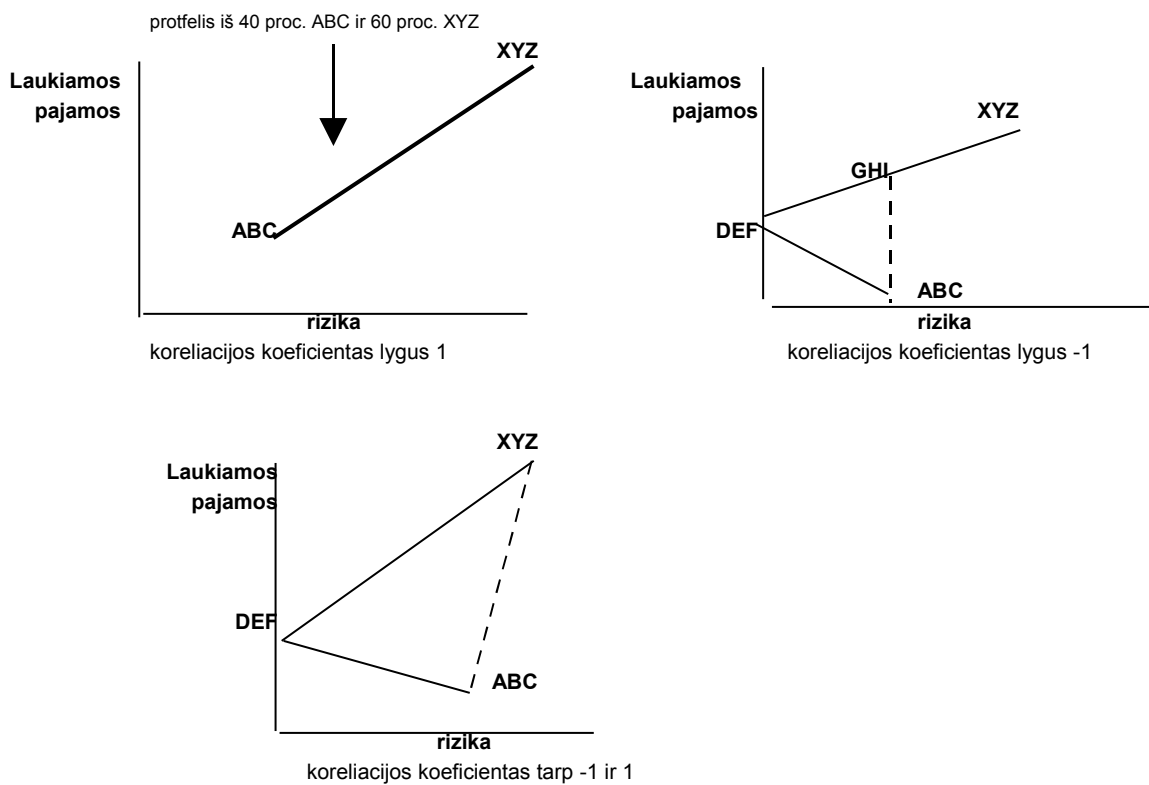 protfelis iš 40 proc. ABC ir 60 proc. XYZ
XYZ
Laukiamos
pajamos
ABC
rizika
koreliacijos koeficientas lygus 1
Laukiamos
pajamos
XYZ
GHI
DEF
ABC
rizika
koreliacijos koeficientas lygus -1
XYZ
Laukiamos
pajamos
DEF
ABC
rizika
koreliacijos koeficientas tarp -1 ir 1